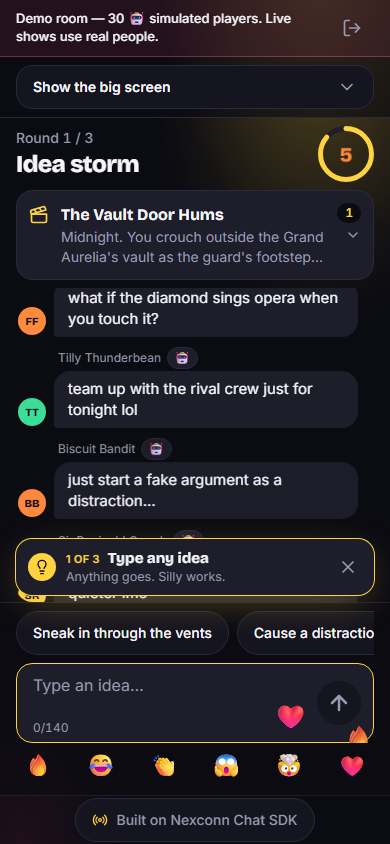 Demo room — 30 simulated players. Live
shows use real people.
Show the big screen
Round 1 / 3
Idea storm
5
The Vault Door Hums
1
Midnight. You crouch outside the Grand
Aurelia's vault as the guard's footstep...
what if the diamond sings opera when
you touch it?
FF
Tilly Thunderbean
team up with the rival crew just for
tonight lol
TT
Biscuit Bandit
just start a fake argument as a
distraction...
BB
1 OF 3 Type any idea
Anything goes. Silly works.
Sneak in through the vents
Cause a distractio
Type an idea...
0/140
Built on Nexconn Chat SDK